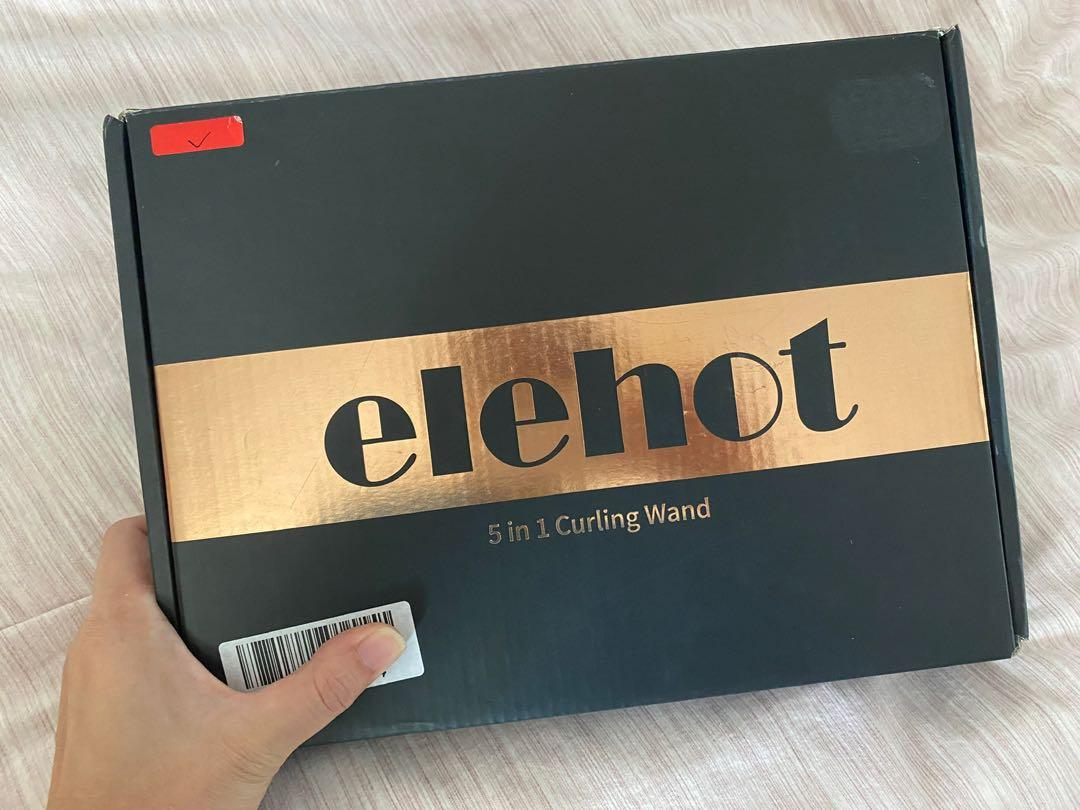 elehot
5 in 1 Curling Wand